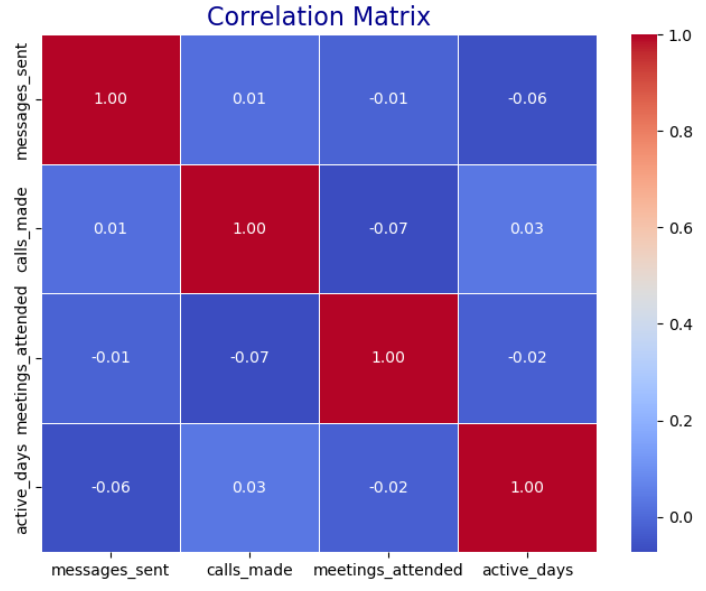 Correlation Matrix
messages_sent 1.00 0.01 -0.01 -0.06
calls_made 0.01 1.00 -0.07 0.03
meetings_attended -0.01 -0.07 1.00 -0.02
active_days -0.06 0.03 -0.02 1.00
messages_sent calls_made meetings_attended active_days
1.0
0.8
0.6
0.4
0.2
0.0